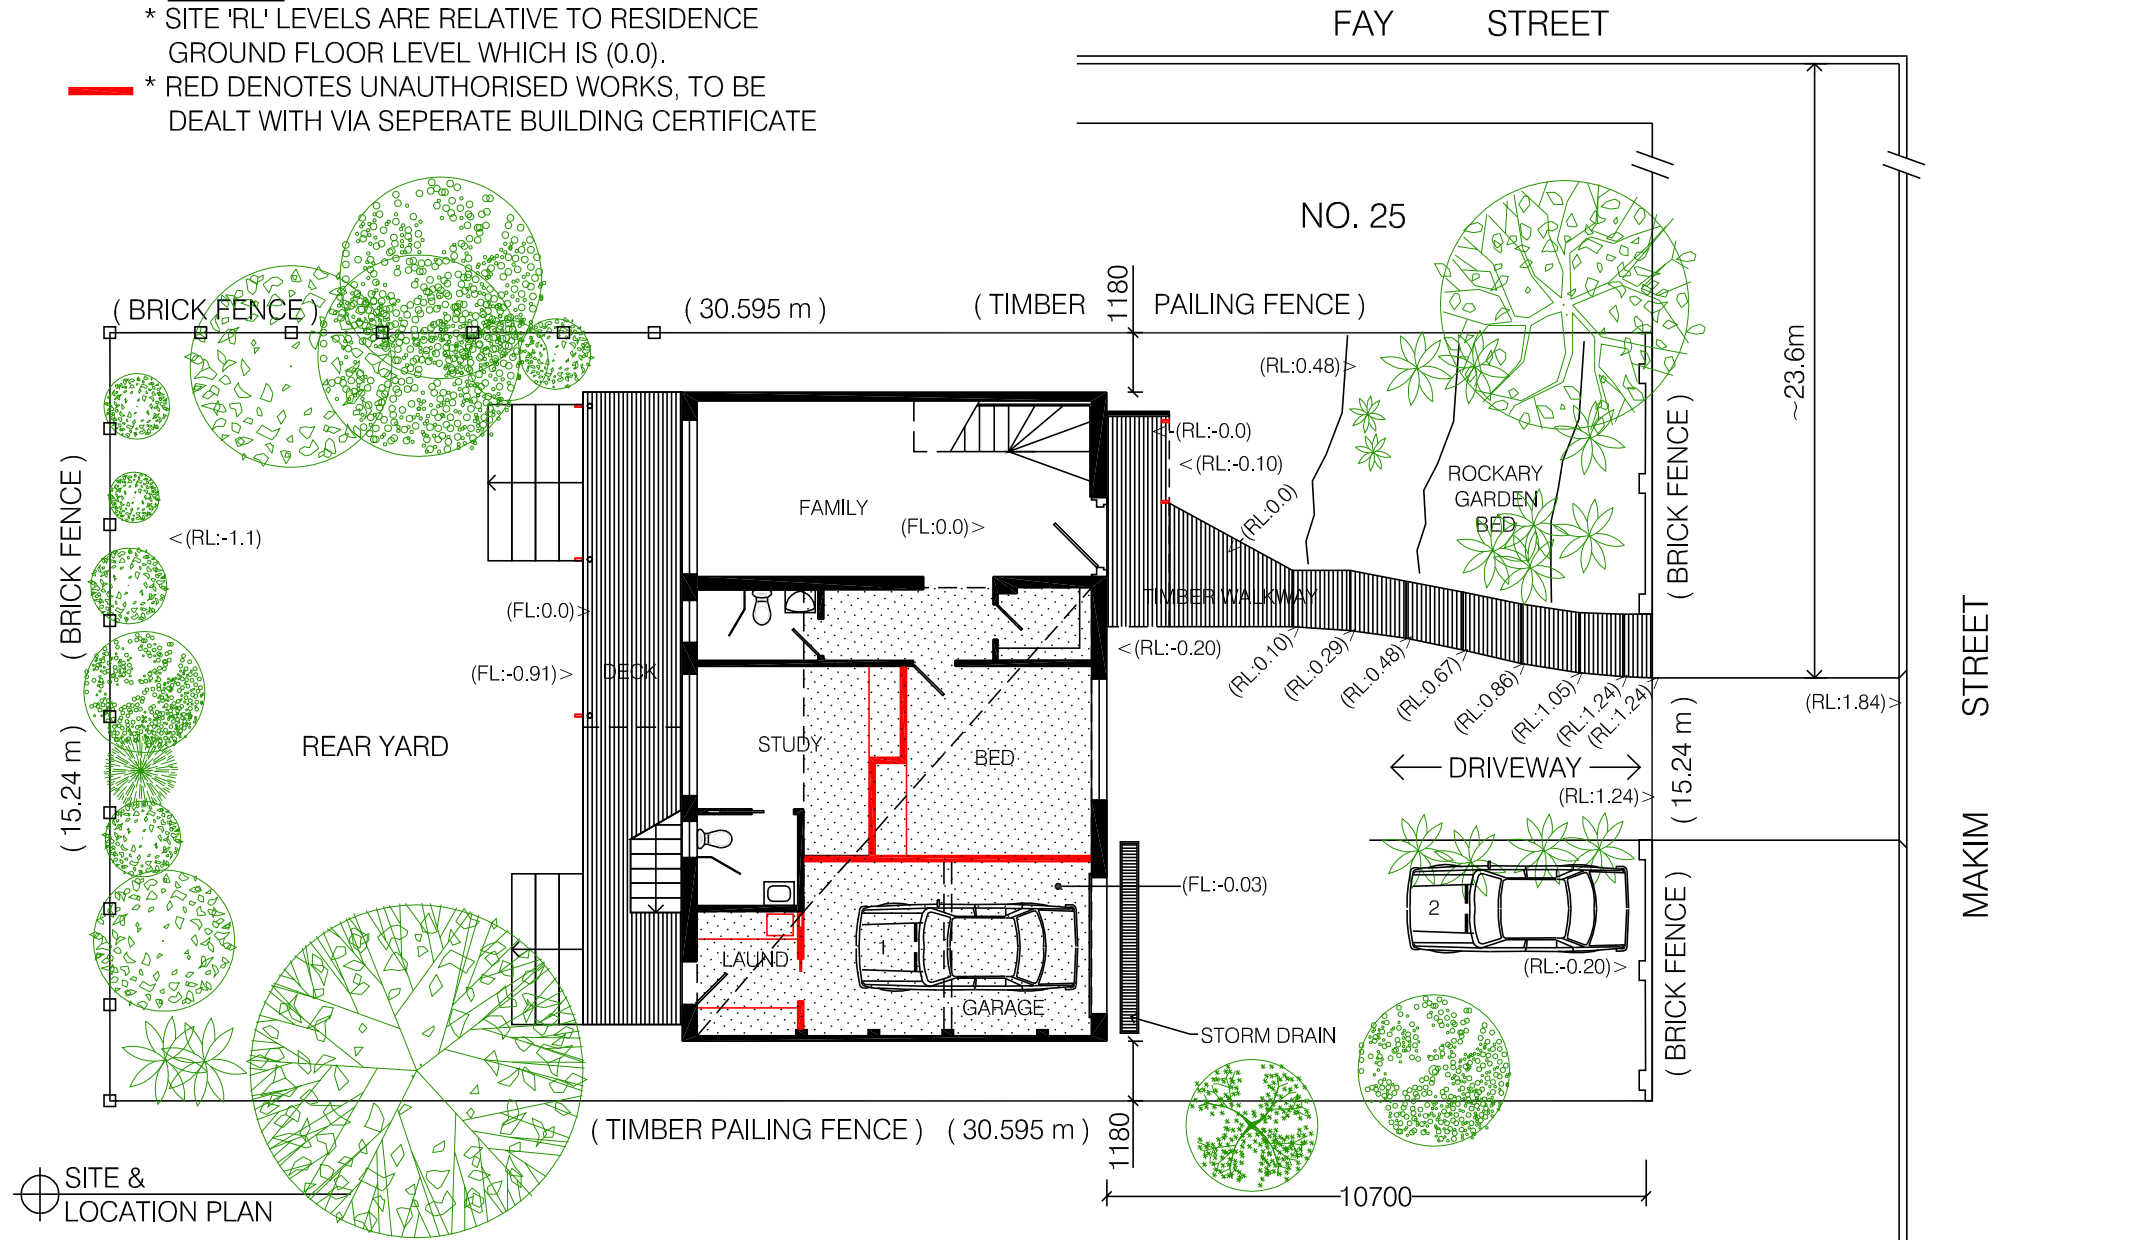 * SITE 'RL' LEVELS ARE RELATIVE TO RESIDENCE
GROUND FLOOR LEVEL WHICH IS (0.0).
* RED DENOTES UNAUTHORISED WORKS, TO BE
DEALT WITH VIA SEPERATE BUILDING CERTIFICATE
FAY STREET
NO. 25
~23.6m
( BRICK FENCE )
( 30.595 m )
( TIMBER PAILING FENCE )
1180
(RL:0.48)>
<(RL:-0.0)
<(RL:-0.10)
<(RL:0.0)
ROCKARY
GARDEN
BED
( BRICK FENCE )
( BRICK FENCE )
<(RL:-1.1)
FAMILY
(FL:0.0)>
(FL:0.0)>
TIMBER WALKWAY
<(RL:-0.20)
(RL:0.10)>
(RL:0.29)>
(RL:0.48)>
(RL:0.67)>
(RL:0.86)>
(RL:1.05)>
(RL:1.24)>
(RL:1.24)>
(RL:1.84)>
(FL:-0.91)>
DECK
REAR YARD
STUDY
BED
DRIVEWAY
(RL:1.24)>
( 15.24 m )
( 15.24 m )
MAKIM STREET
(FL:-0.03)
1
2
(RL:-0.20)>
LAUND
GARAGE
STORM DRAIN
( BRICK FENCE )
( TIMBER PAILING FENCE ) ( 30.595 m )
1180
10700
SITE &
LOCATION PLAN